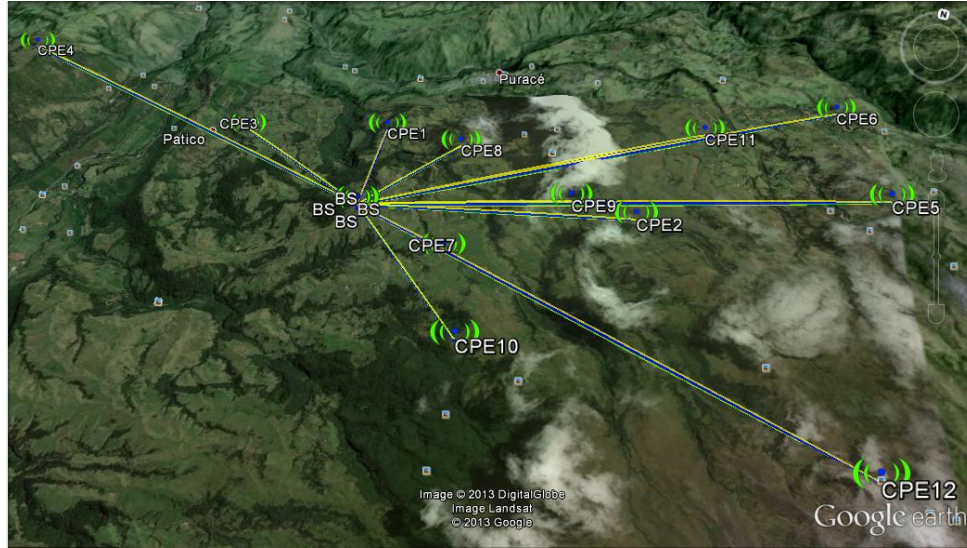 N
CPE4
Puracé
CPE3
CPE1
CPE6
Patico
CPE11
CPE8
BS
BS
BS
BS
CPE9
CPE5
CPE2
CPE7
CPE10
CPE12
Image © 2013 DigitalGlobe
Image Landsat
© 2013 Google
Google earth